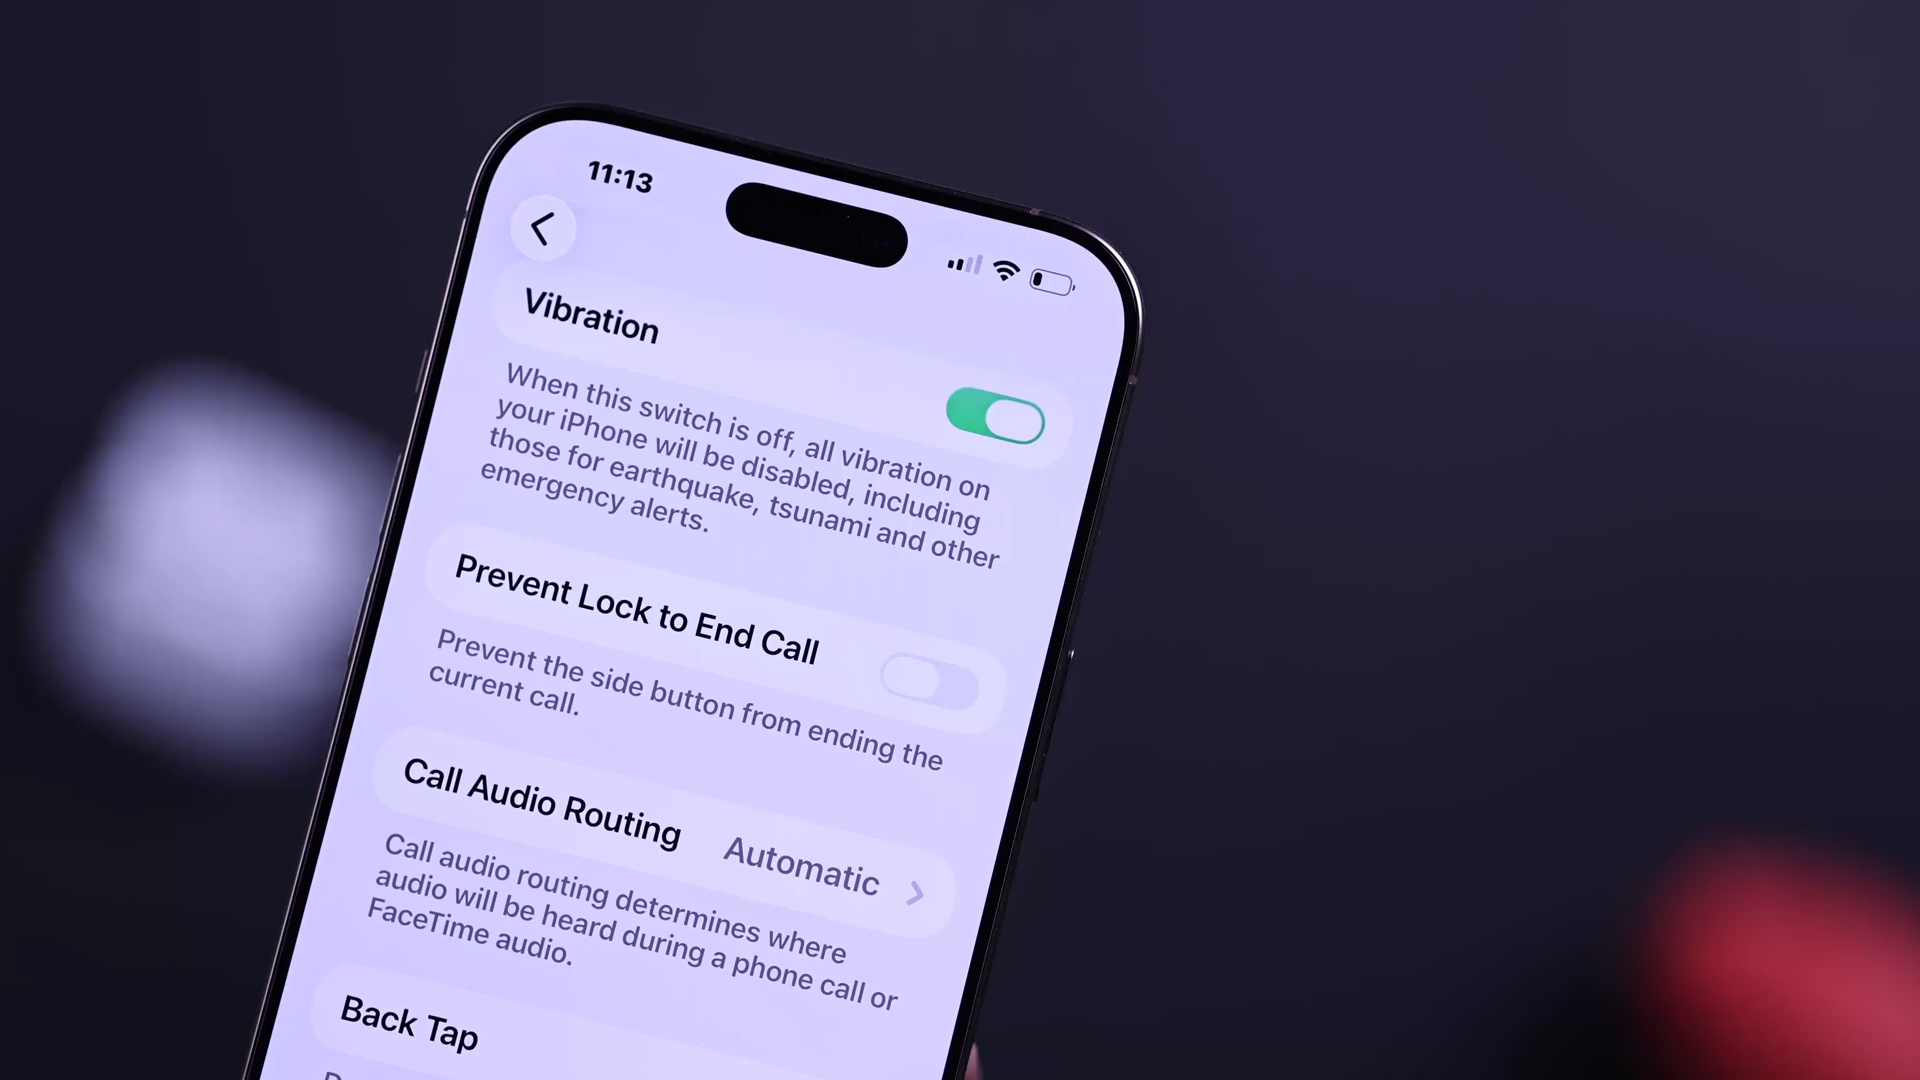 11:13
Vibration
When this switch is off, all vibration on
your iPhone will be disabled, including
those for earthquake, tsunami and other
emergency alerts.
Prevent Lock to End Call
Prevent the side button from ending the
current call.
Call Audio Routing Automatic
Call audio routing determines where
audio will be heard during a phone call or
FaceTime audio.
Back Tap